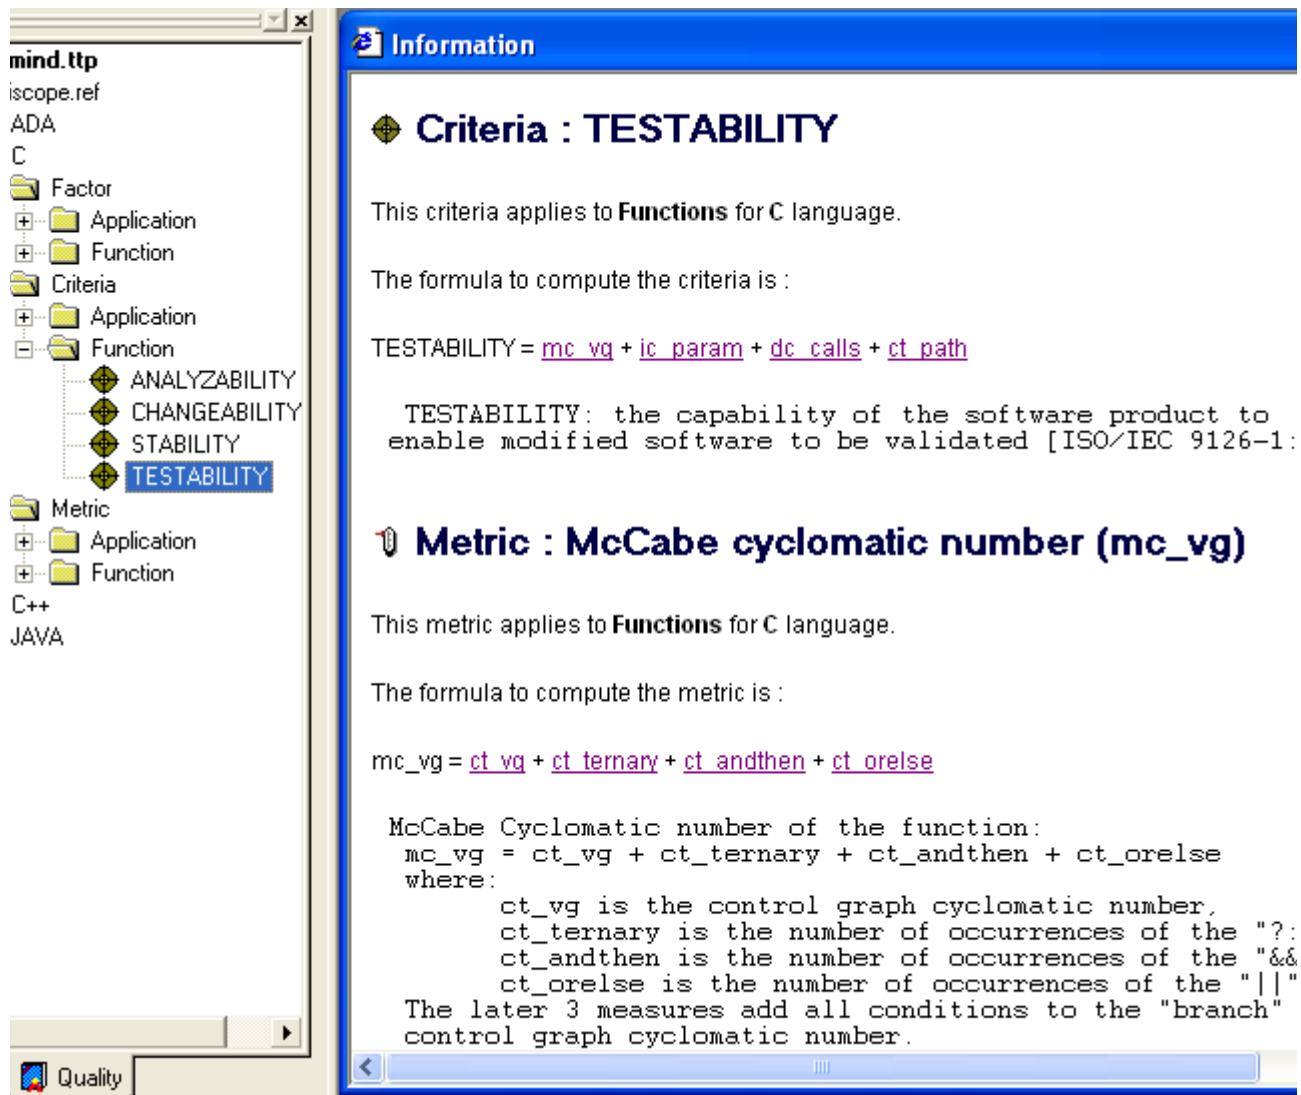 mind.ttp
iscope.ref
ADA
C
Factor
Application
Function
Criteria
Application
Function
ANALYZABILITY
CHANGEABILITY
STABILITY
TESTABILITY
Metric
Application
Function
C++
JAVA
Quality
Information
Criteria : TESTABILITY
This criteria applies to Functions for C language.
The formula to compute the criteria is :
TESTABILITY = mc_vg + ic_param + dc_calls + ct_path
TESTABILITY: the capability of the software product to
enable modified software to be validated [ISO/IEC 9126-1:
Metric : McCabe cyclomatic number (mc_vg)
This metric applies to Functions for C language.
The formula to compute the metric is :
mc_vg = ct_vg + ct_ternary + ct_andthen + ct_orelse
McCabe Cyclomatic number of the function:
mc_vg = ct_vg + ct_ternary + ct_andthen + ct_orelse
where:
ct_vg is the control graph cyclomatic number,
ct_ternary is the number of occurrences of the "?:
ct_andthen is the number of occurrences of the "&&
ct_orelse is the number of occurrences of the "||"
The later 3 measures add all conditions to the "branch"
control graph cyclomatic number.